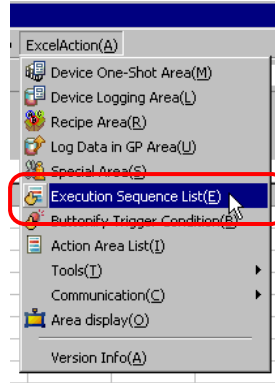 ExcelAction(A)
Device One-Shot Area(M)
Device Logging Area(L)
Recipe Area(R)
Log Data in GP Area(U)
Special Area(S)
Execution Sequence List(E)
Buttonify Trigger Condition(B)
Action Area List(I)
Tools(T)
Communication(C)
Area display(O)
Version Info(A)